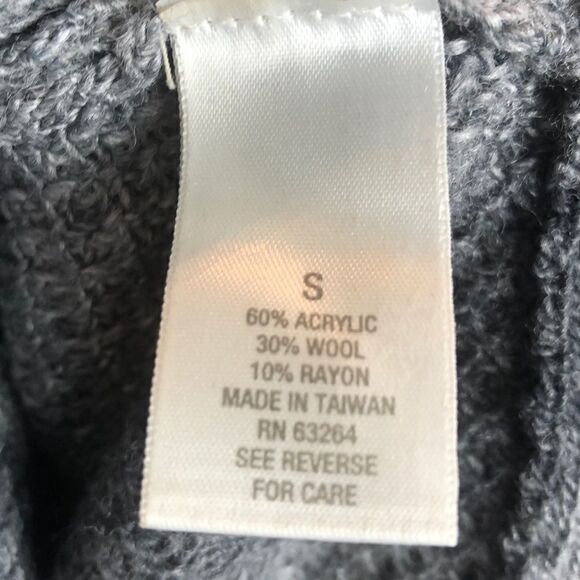 S
60% ACRYLIC
30% WOOL
10% RAYON
MADE IN TAIWAN
RN 63264
SEE REVERSE
FOR CARE